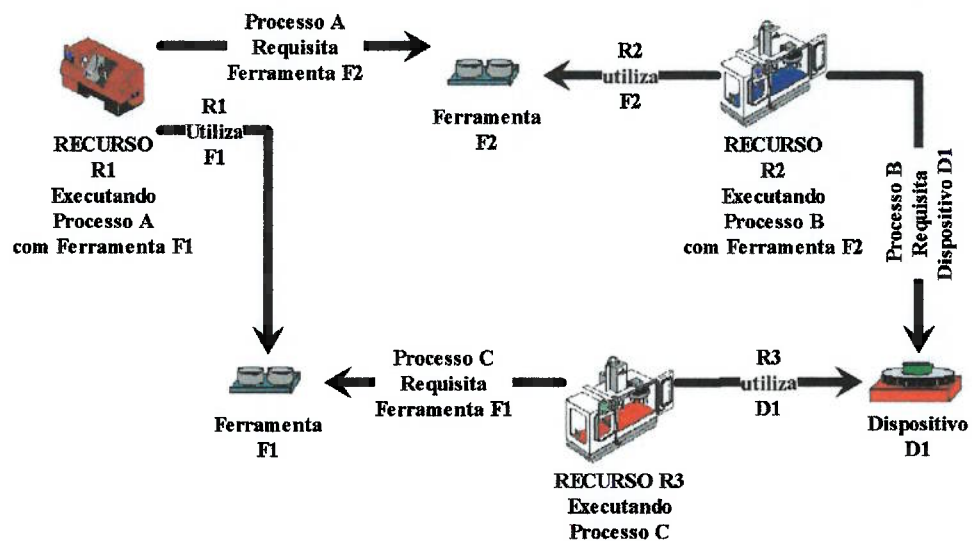 Processo A
Requisita
Ferramenta F2
R1
Utiliza
F1
RECURSO
R1
Executando
Processo A
com Ferramenta F1
Ferramenta
F2
R2
utiliza
F2
RECURSO
R2
Executando
Processo B
com Ferramenta F2
Processo B
Requisita
Dispositivo D1
Ferramenta
F1
Processo C
Requisita
Ferramenta F1
RECURSO R3
Executando
Processo C
R3
utiliza
D1
Dispositivo
D1